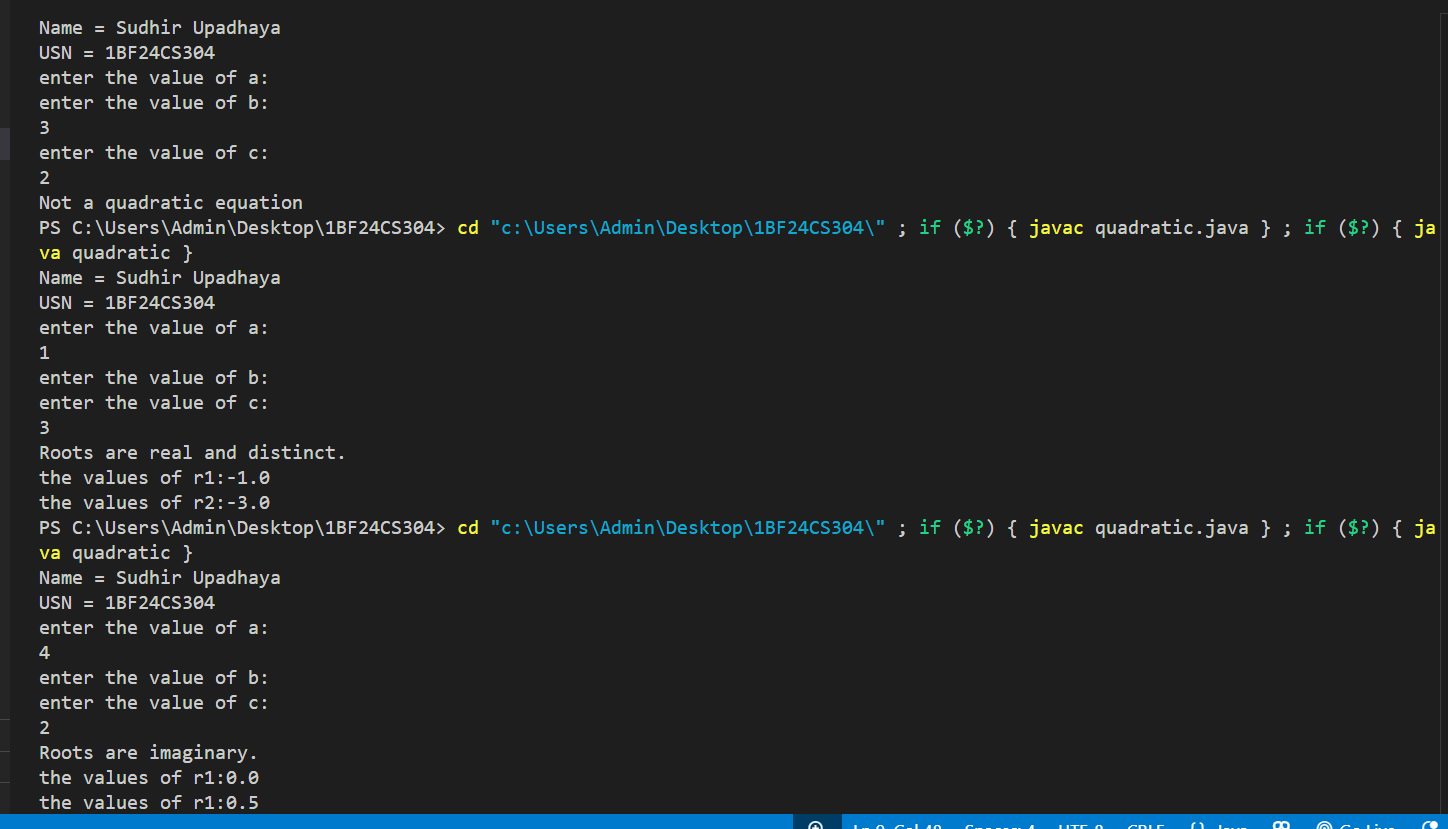 Name = Sudhir Upadhaya
USN = 1BF24CS304
enter the value of a:
enter the value of b:
3
enter the value of c:
2
Not a quadratic equation
PS C:\Users\Admin\Desktop\1BF24CS304> cd "c:\Users\Admin\Desktop\1BF24CS304\" ; if ($?) { javac quadratic.java } ; if ($?) { ja
va quadratic }
Name = Sudhir Upadhaya
USN = 1BF24CS304
enter the value of a:
1
enter the value of b:
enter the value of c:
3
Roots are real and distinct.
the values of r1:-1.0
the values of r2:-3.0
PS C:\Users\Admin\Desktop\1BF24CS304> cd "c:\Users\Admin\Desktop\1BF24CS304\" ; if ($?) { javac quadratic.java } ; if ($?) { ja
va quadratic }
Name = Sudhir Upadhaya
USN = 1BF24CS304
enter the value of a:
4
enter the value of b:
enter the value of c:
2
Roots are imaginary.
the values of r1:0.0
the values of r1:0.5
Spaces: 4 UTF-8 CRLF {} Java Go Live